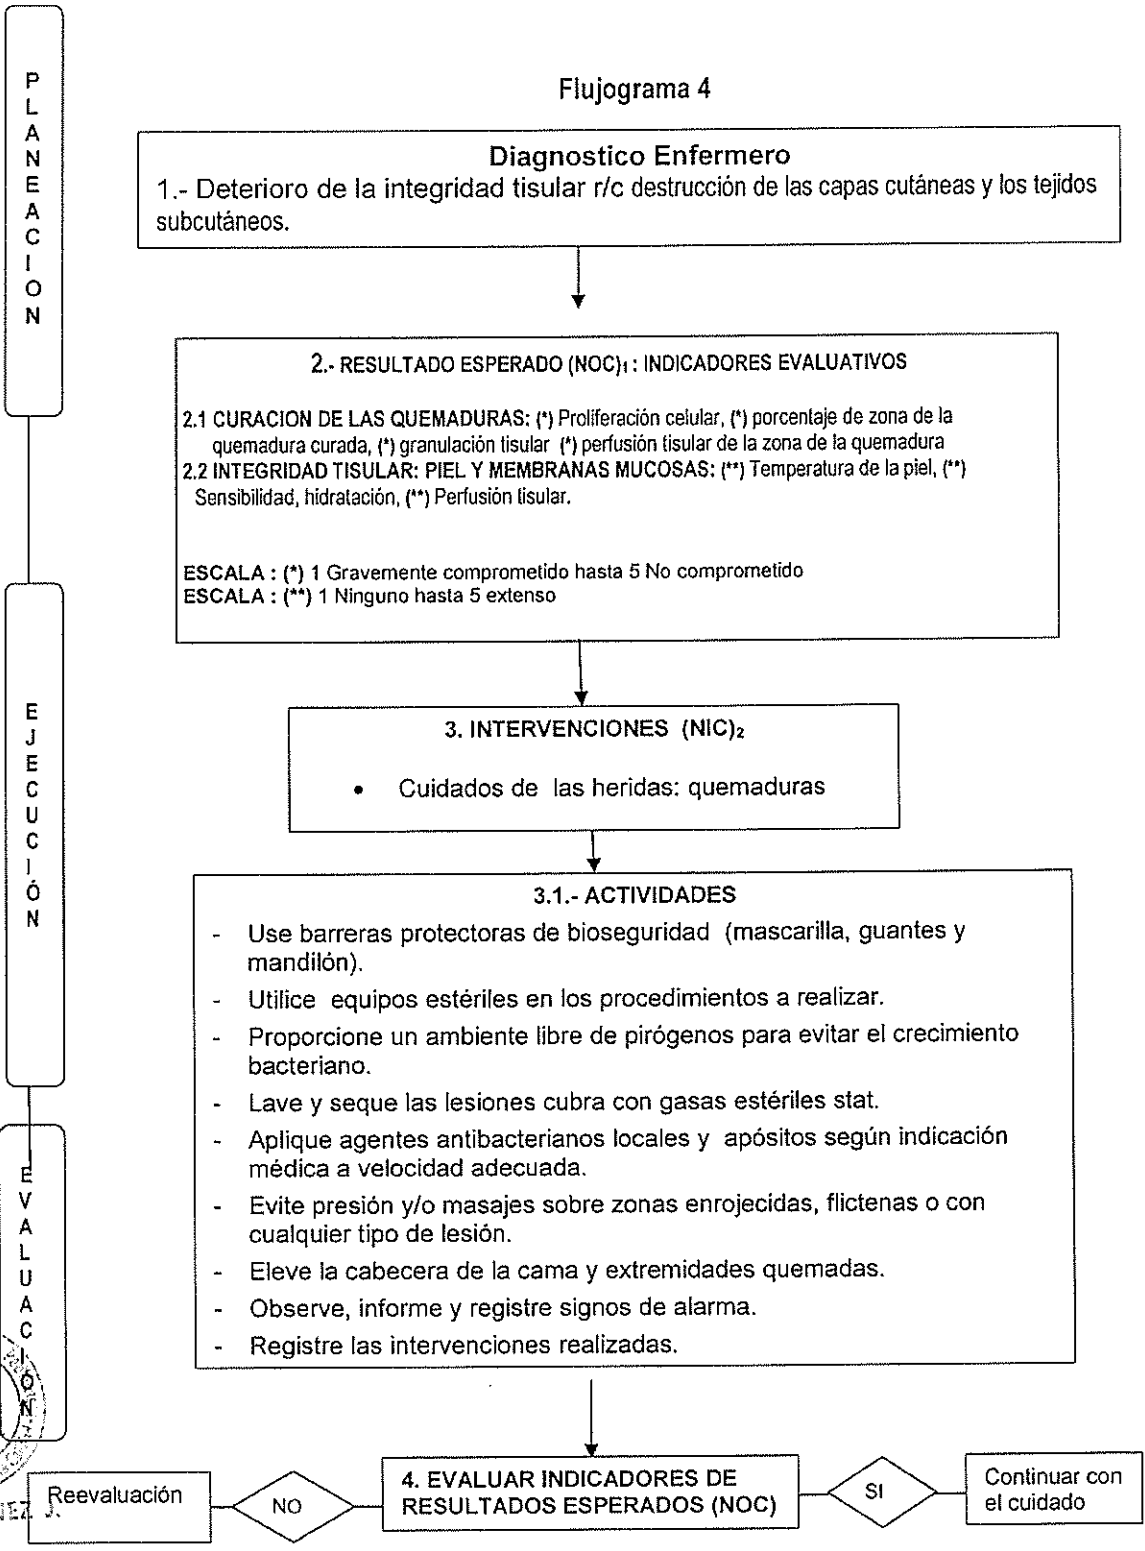 PLANEACION
Flujograma 4
Diagnostico Enfermero
1.- Deterioro de la integridad tisular r/c destrucción de las capas cutáneas y los tejidos
subcutáneos.
2.- RESULTADO ESPERADO (NOC)₁ : INDICADORES EVALUATIVOS
2.1 CURACION DE LAS QUEMADURAS: (*) Proliferación celular, (*) porcentaje de zona de la
quemadura curada, (*) granulación tisular (*) perfusión tisular de la zona de la quemadura
2.2 INTEGRIDAD TISULAR: PIEL Y MEMBRANAS MUCOSAS: (**) Temperatura de la piel, (**)
Sensibilidad, hidratación, (**) Perfusión tisular.
ESCALA : (*) 1 Gravemente comprometido hasta 5 No comprometido
ESCALA : (**) 1 Ninguno hasta 5 extenso
EJECUCIÓN
3. INTERVENCIONES (NIC)₂
• Cuidados de las heridas: quemaduras
3.1.- ACTIVIDADES
- Use barreras protectoras de bioseguridad (mascarilla, guantes y
mandilón).
- Utilice equipos estériles en los procedimientos a realizar.
- Proporcione un ambiente libre de pirógenos para evitar el crecimiento
bacteriano.
- Lave y seque las lesiones cubra con gasas estériles stat.
- Aplique agentes antibacterianos locales y apósitos según indicación
médica a velocidad adecuada.
- Evite presión y/o masajes sobre zonas enrojecidas, flictenas o con
cualquier tipo de lesión.
- Eleve la cabecera de la cama y extremidades quemadas.
- Observe, informe y registre signos de alarma.
- Registre las intervenciones realizadas.
EVALUACIÓN
Reevaluación
NO
4. EVALUAR INDICADORES DE
RESULTADOS ESPERADOS (NOC)
SI
Continuar con
el cuidado